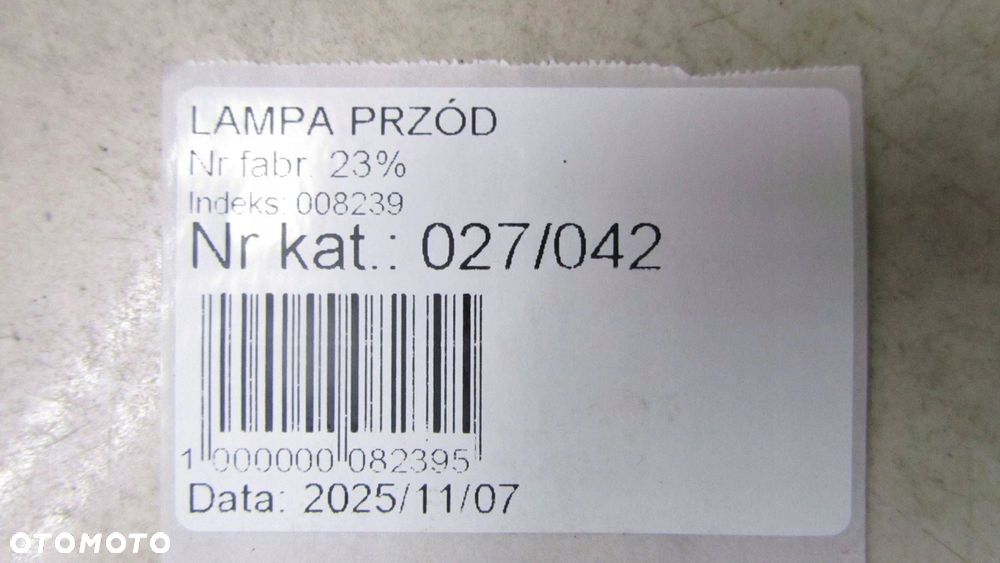 LAMPA PRZÓD
Nr fabr. 23%
Indeks: 008239
Nr kat.: 027/042
1 000000 082395
Data: 2025/11/07
OTOMOTO